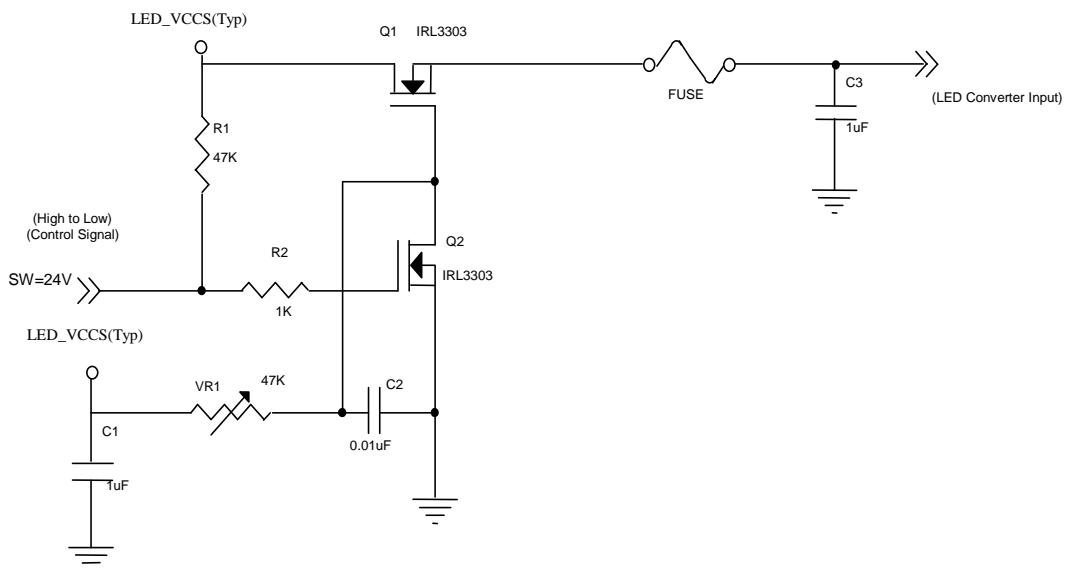 LED_VCCS(Typ)
Q1 IRL3303
FUSE
C3
(LED Converter Input)
1uF
R1
47K
(High to Low)
(Control Signal)
SW=24V
R2
1K
Q2
IRL3303
LED_VCCS(Typ)
VR1
47K
C2
0.01uF
C1
1uF